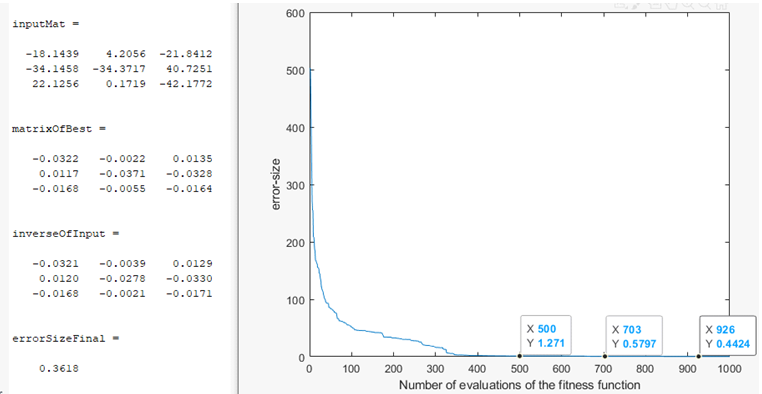 inputMat =
-18.1439 4.2056 -21.8412
-34.1458 -34.3717 40.7251
22.1256 0.1719 -42.1772
matrixOfBest =
-0.0322 -0.0022 0.0135
0.0117 -0.0371 -0.0328
-0.0168 -0.0055 -0.0164
inverseOfInput =
-0.0321 -0.0039 0.0129
0.0120 -0.0278 -0.0330
-0.0168 -0.0021 -0.0171
errorSizeFinal =
0.3618
600
500
400
300
200
100
0
error-size
X 500
Y 1.271
X 703
Y 0.5797
X 926
Y 0.4424
0 100 200 300 400 500 600 700 800 900 1000
Number of evaluations of the fitness function